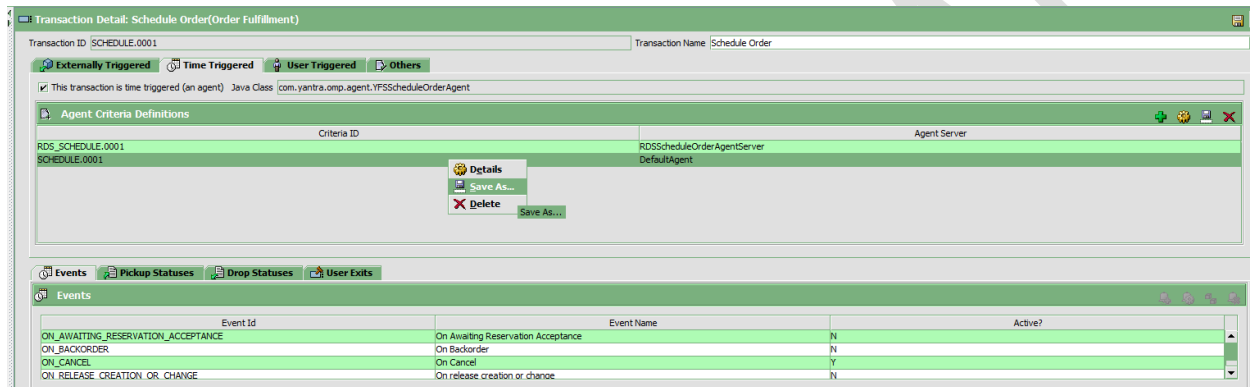 Transaction Detail: Schedule Order(Order Fulfillment)
Transaction ID SCHEDULE.0001 Transaction Name Schedule Order
Externally Triggered Time Triggered User Triggered Others
This transaction is time triggered (an agent) Java Class com.yantra.omp.agent.YFSScheduleOrderAgent
Agent Criteria Definitions
Criteria ID Agent Server
RDS_SCHEDULE.0001 RDSScheduleOrderAgentServer
SCHEDULE.0001 DefaultAgent
Details
Save As...
Delete
Save As...
Events Pickup Statuses Drop Statuses User Exits
Events
Event Id Event Name Active?
ON_AWAITING_RESERVATION_ACCEPTANCE On Awaiting Reservation Acceptance N
ON_BACKORDER On Backorder N
ON_CANCEL On Cancel Y
ON_RELEASE_CREATION_OR_CHANGE On release creation or change N